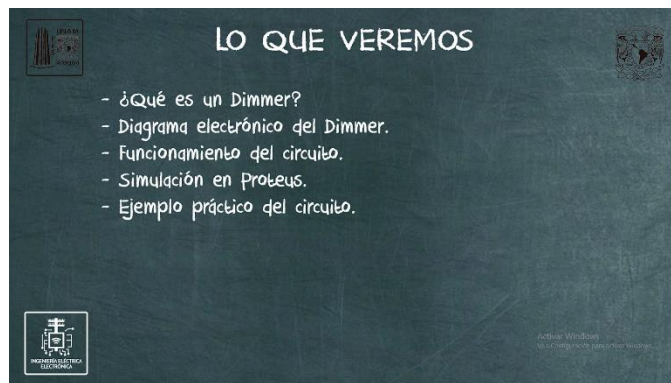 LO QUE VEREMOS
- ¿Qué es un Dimmer?
- Diagrama electrónico del Dimmer.
- Funcionamiento del circuito.
- Simulación en Proteus.
- Ejemplo práctico del circuito.
INGENIERÍA ELÉCTRICA
ELECTRÓNICA
Activar Windows